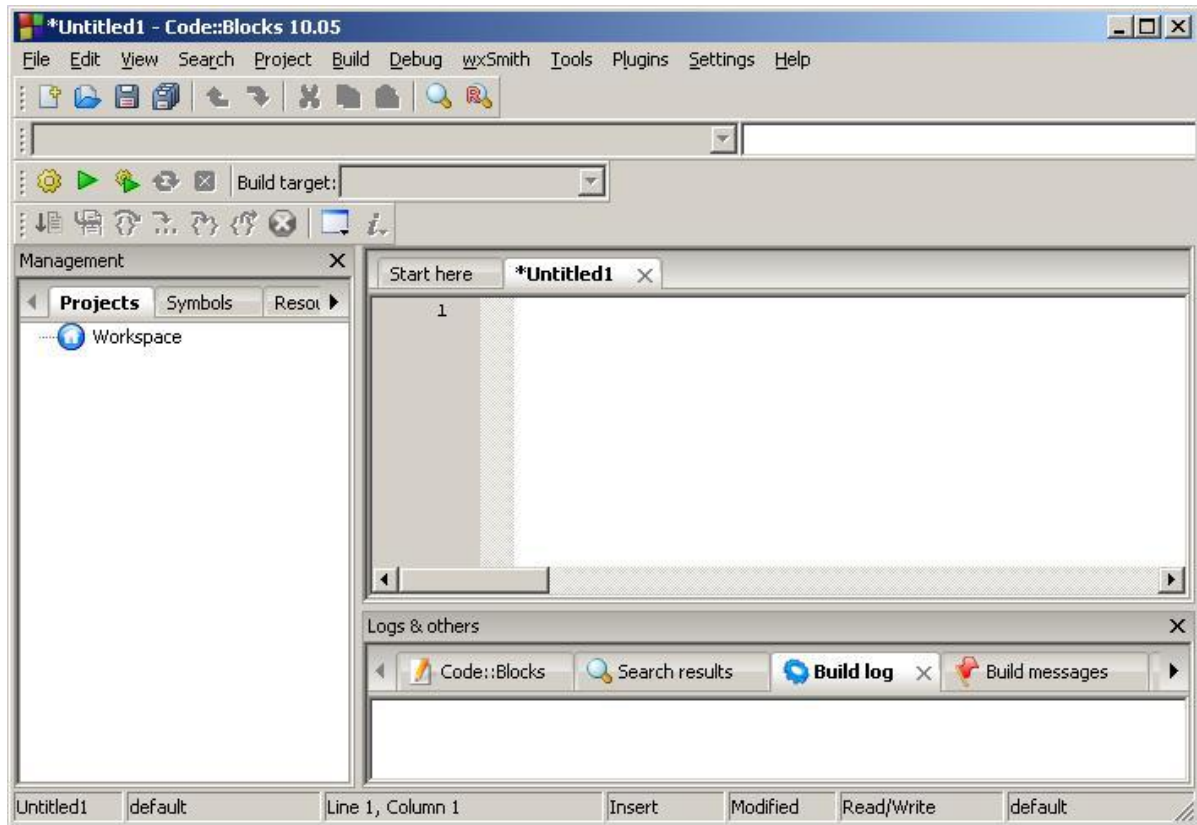 *Untitled1 - Code::Blocks 10.05
File Edit View Search Project Build Debug wxSmith Tools Plugins Settings Help
Build target:
Management
Projects Symbols Resou
Workspace
Start here *Untitled1
1
Logs & others
Code::Blocks Search results Build log Build messages
Untitled1 default Line 1, Column 1 Insert Modified Read/Write default